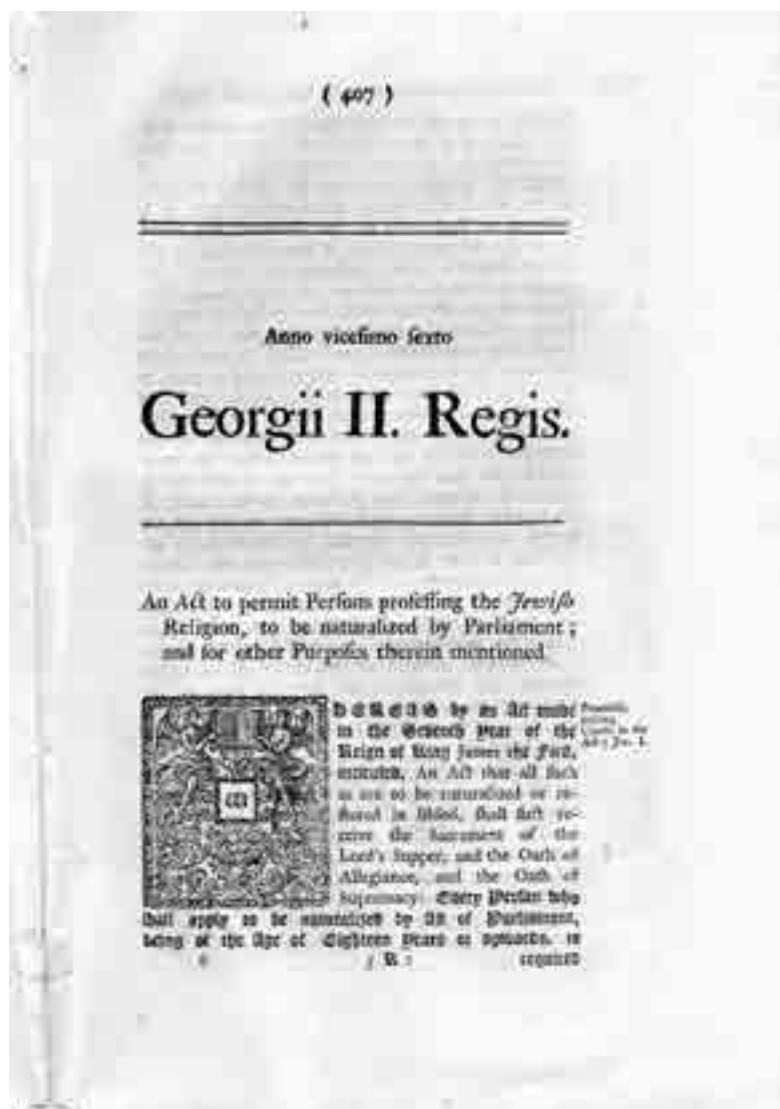 ( 407 )
Anno vicesimo sexto
Georgii II. Regis.
An Act to permit Persons professing the Jewish
Religion, to be naturalized by Parliament;
and for other Purposes therein mentioned
HEREAS by an Act made
in the Seventh Year of the
Reign of King James the First,
intituled, An Act that all such
as are to be naturalized or re-
stored in Blood, shall first re-
ceive the Sacrament of the
Lord's Supper, and the Oath of
Allegiance, and the Oath of
Supremacy: Every Person who
shall apply to be naturalized by Act of Parliament,
being of the Age of Eighteen Years or upwards, is
required